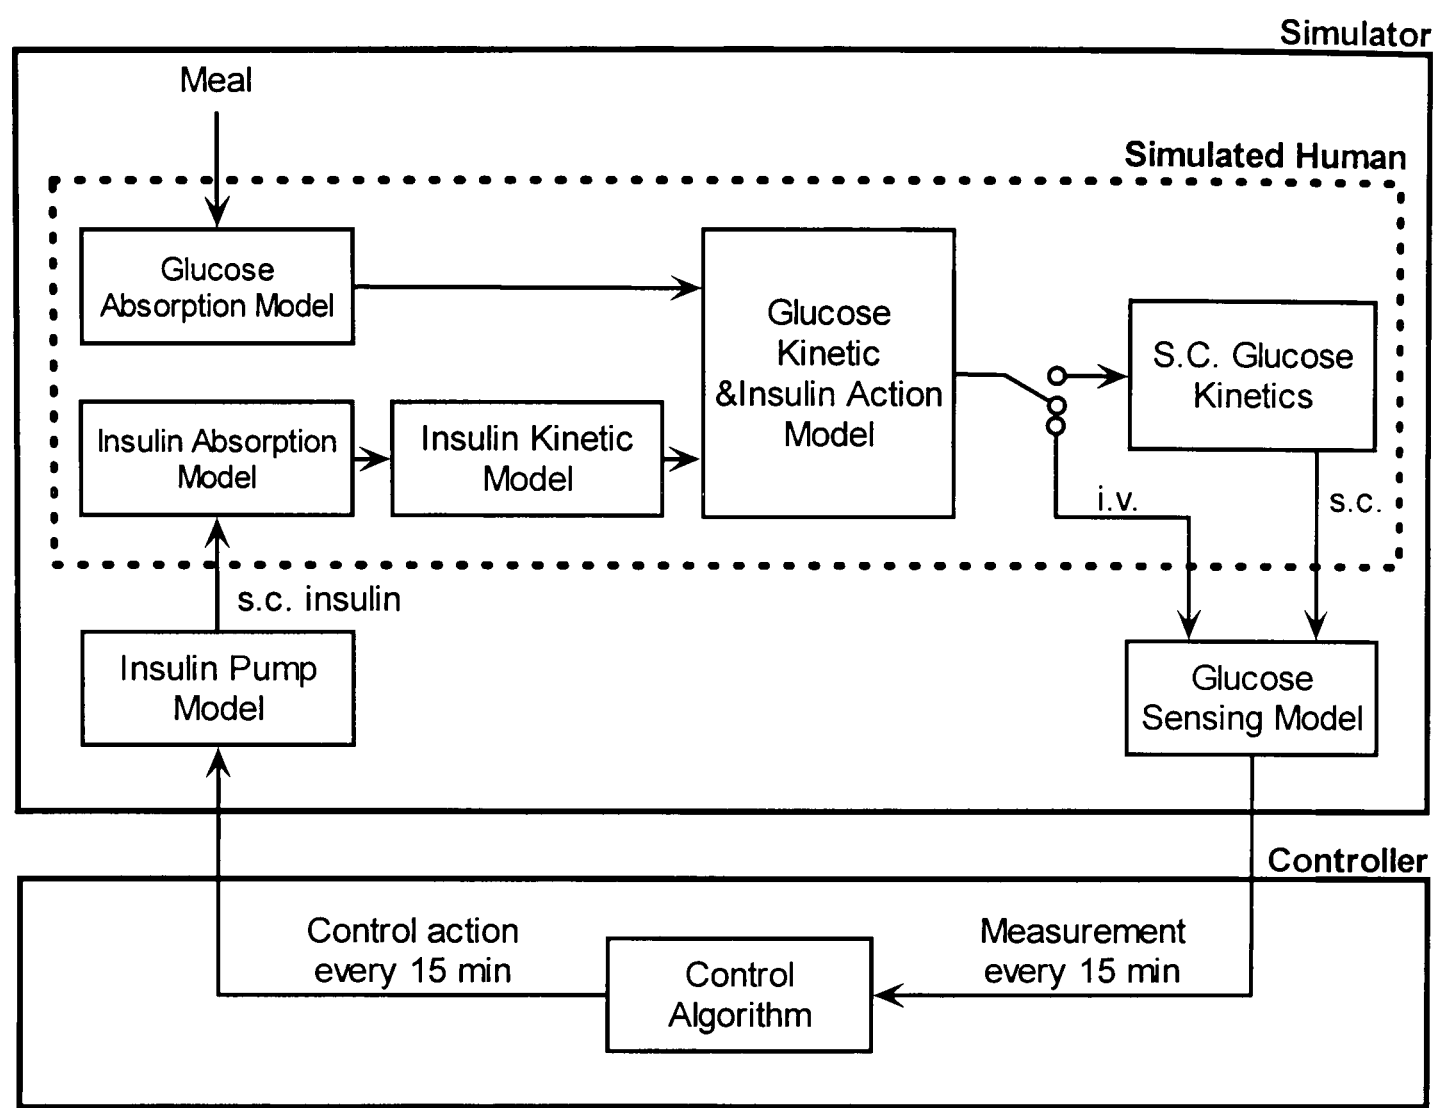 Simulator
Meal
Simulated Human
Glucose
Absorption Model
Glucose
Kinetic
&Insulin Action
Model
S.C. Glucose
Kinetics
Insulin Absorption
Model
Insulin Kinetic
Model
i.v.
s.c.
s.c. insulin
Insulin Pump
Model
Glucose
Sensing Model
Controller
Control action
every 15 min
Control
Algorithm
Measurement
every 15 min